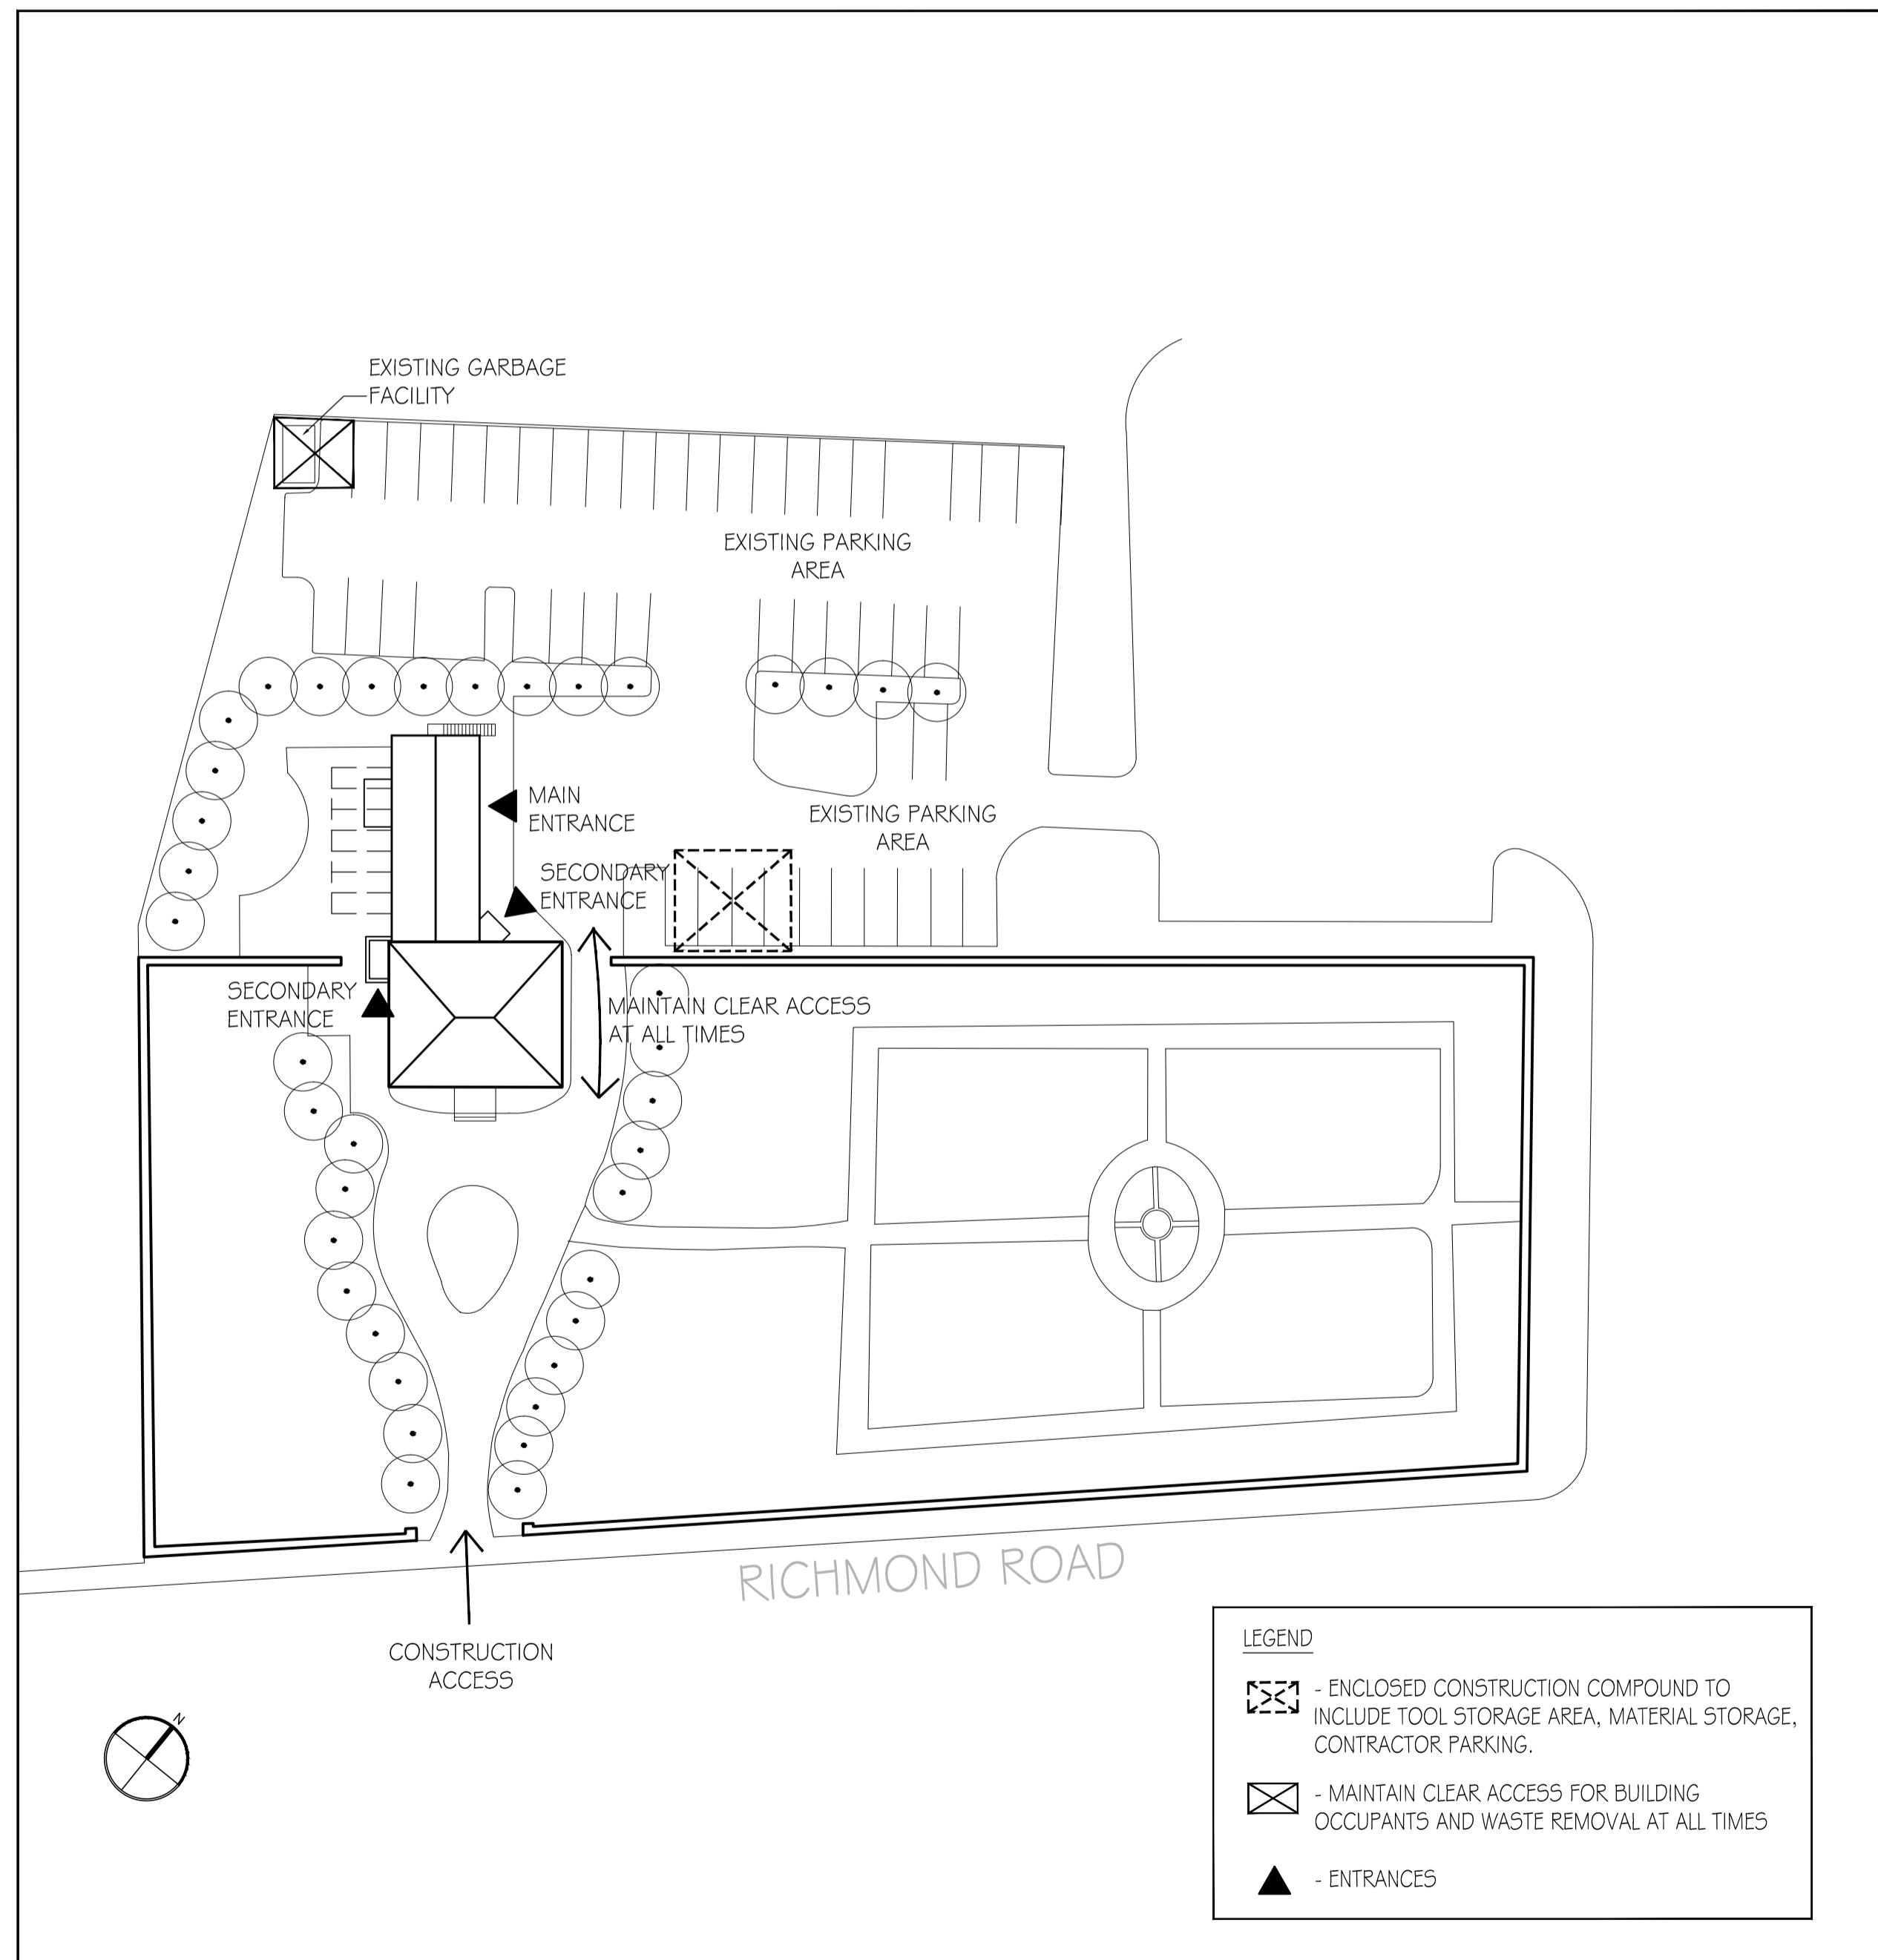 EXISTING GARBAGE
FACILITY
EXISTING PARKING
AREA
MAIN
ENTRANCE
EXISTING PARKING
AREA
SECONDARY
ENTRANCE
SECONDARY
ENTRANCE
MAINTAIN CLEAR ACCESS
AT ALL TIMES
RICHMOND ROAD
CONSTRUCTION
ACCESS
N
LEGEND
- ENCLOSED CONSTRUCTION COMPOUND TO
INCLUDE TOOL STORAGE AREA, MATERIAL STORAGE,
CONTRACTOR PARKING.
- MAINTAIN CLEAR ACCESS FOR BUILDING
OCCUPANTS AND WASTE REMOVAL AT ALL TIMES
- ENTRANCES